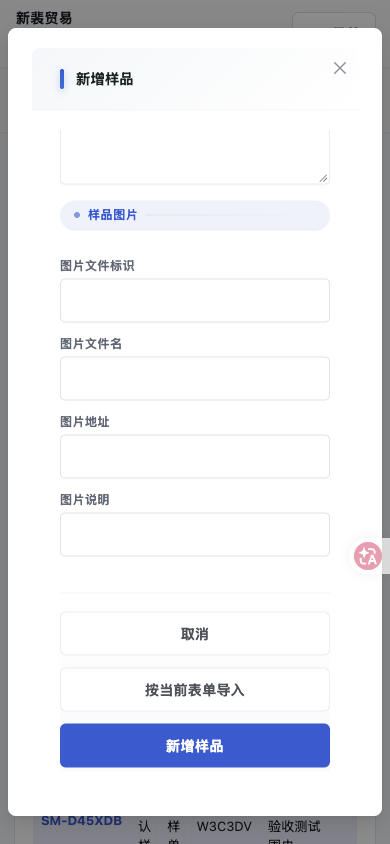 新裴贸易
新增样品
样品图片
图片文件标识
图片文件名
图片地址
图片说明
取消
按当前表单导入
新增样品
SM-D45XDB
认 样 W3CDV 验收测试
单